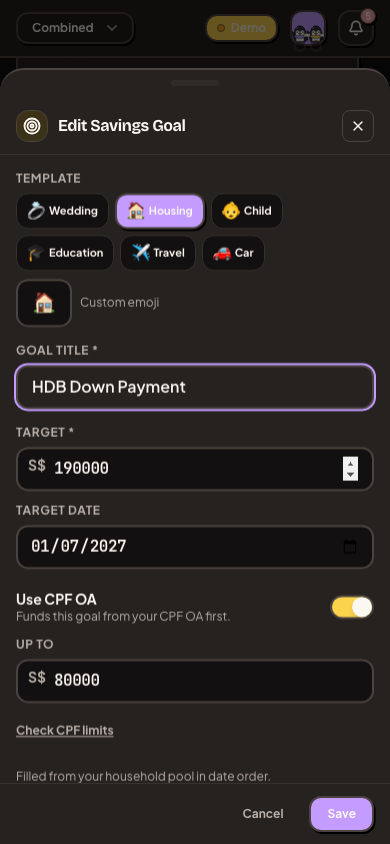 Combined
Demo
5
Edit Savings Goal
TEMPLATE
Wedding
Housing
Child
Education
Travel
Car
Custom emoji
GOAL TITLE *
HDB Down Payment
TARGET *
S$ 190000
TARGET DATE
01/07/2027
Use CPF OA
Funds this goal from your CPF OA first.
UP TO
S$ 80000
Check CPF limits
Filled from your household pool in date order.
Cancel
Save